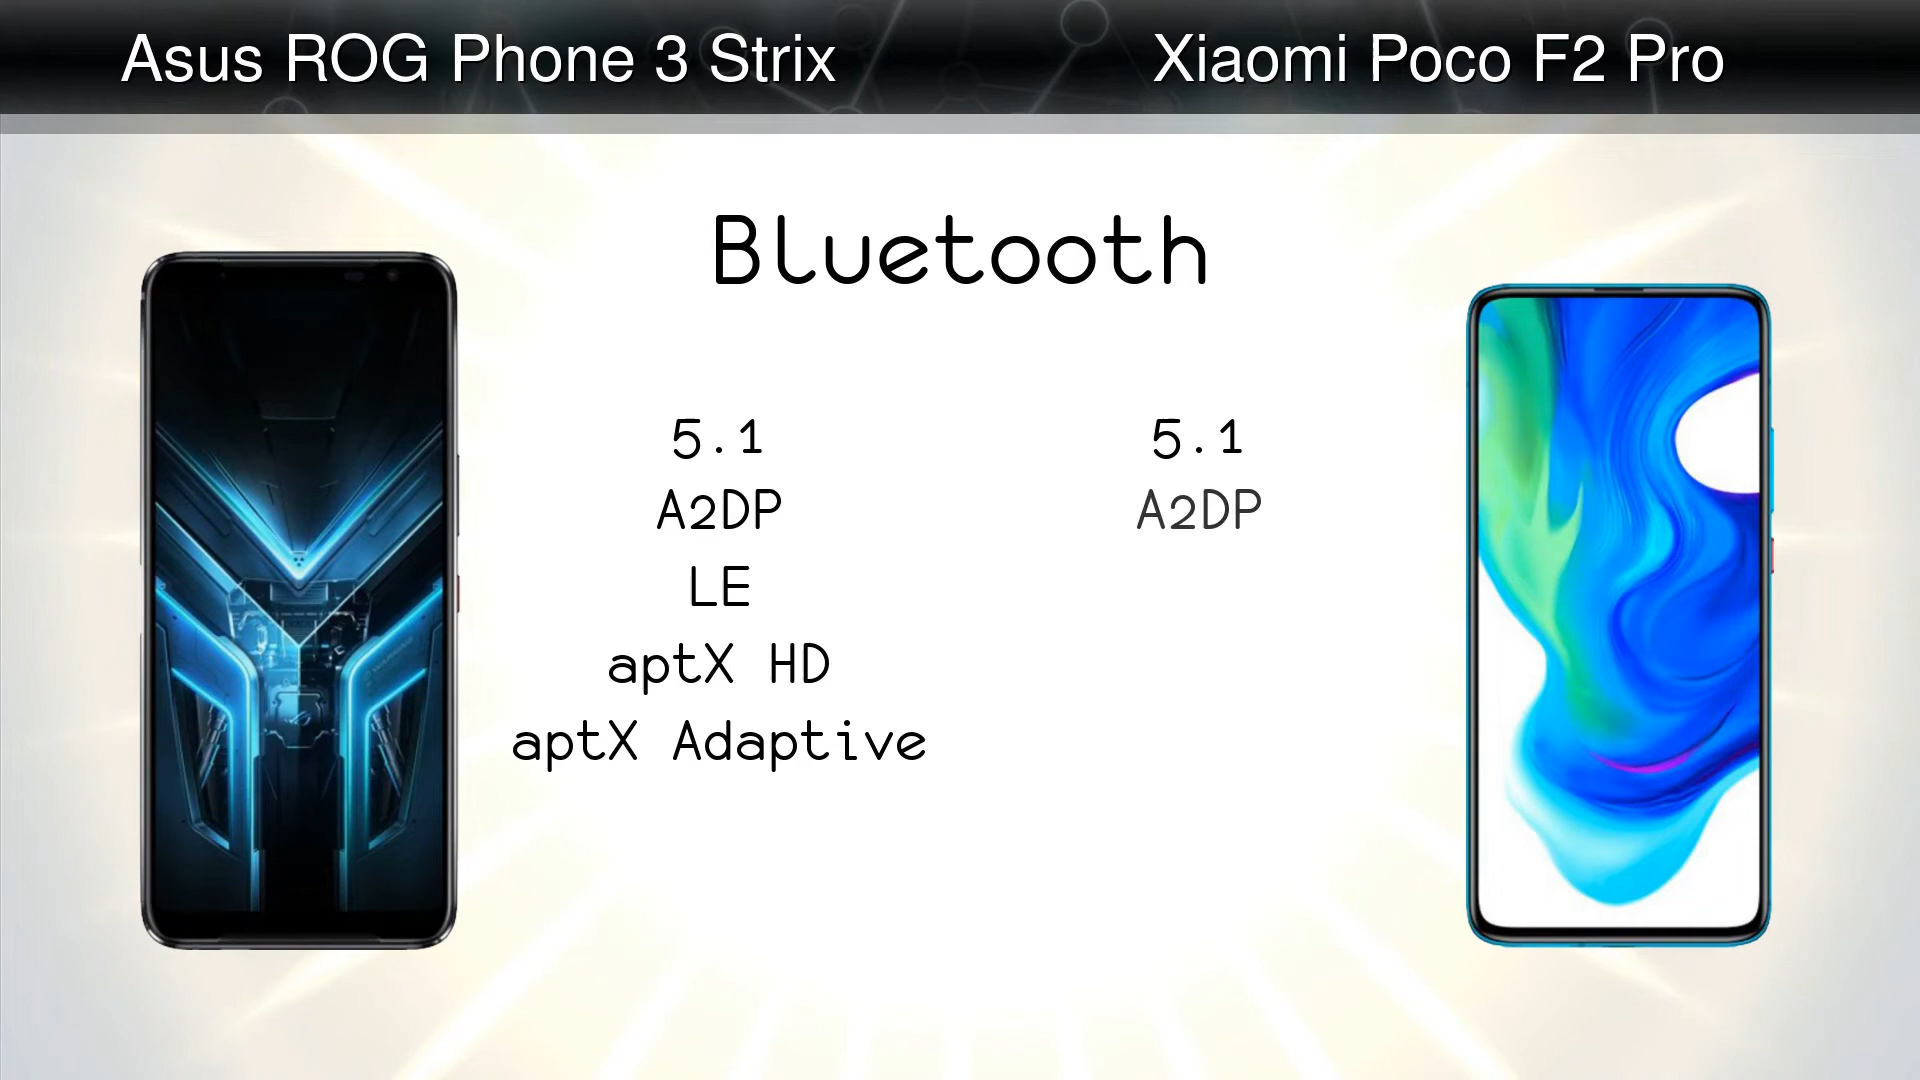 Asus ROG Phone 3 Strix
Xiaomi Poco F2 Pro
Bluetooth
5.1
A2DP
LE
aptX HD
aptX Adaptive
5.1
A2DP